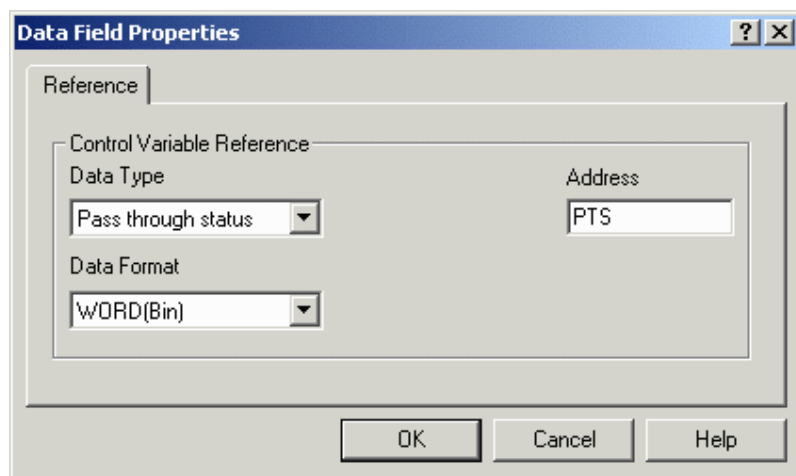 Data Field Properties
Reference
Control Variable Reference
Data Type Address
Pass through status PTS
Data Format
WORD(Bin)
OK Cancel Help